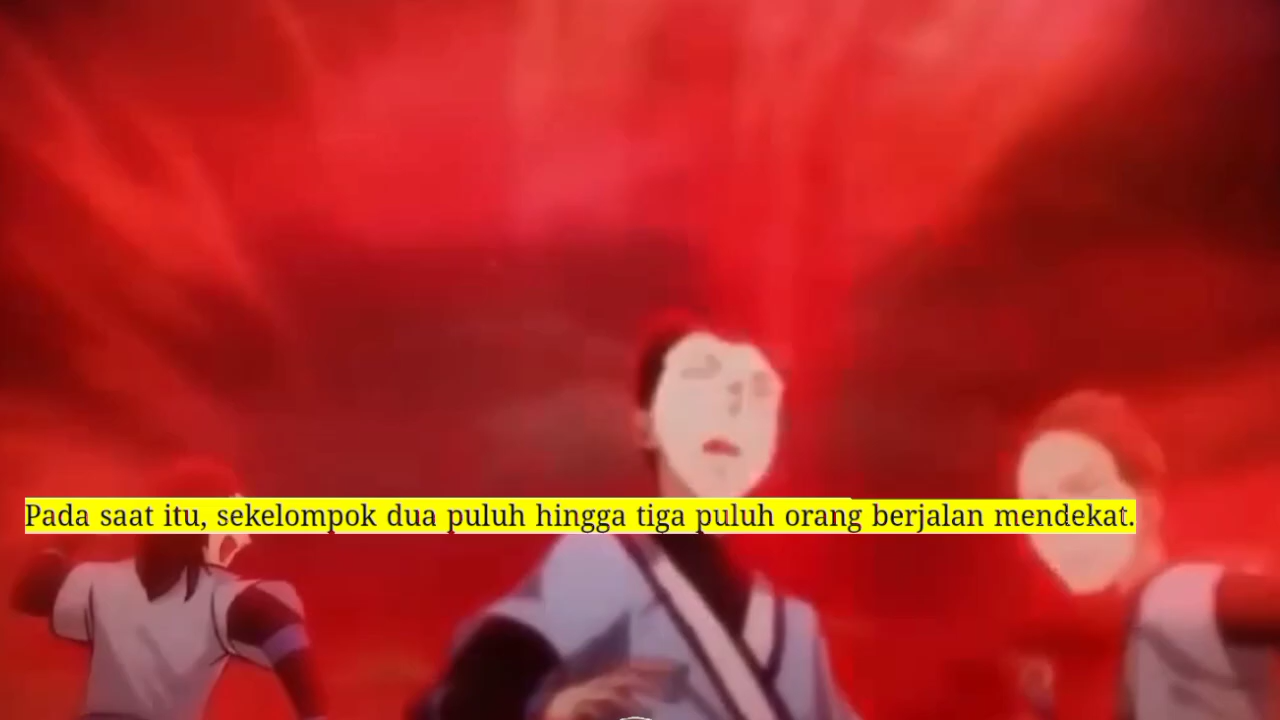 Pada saat itu, sekelompok dua puluh hingga tiga puluh orang berjalan mendekat.